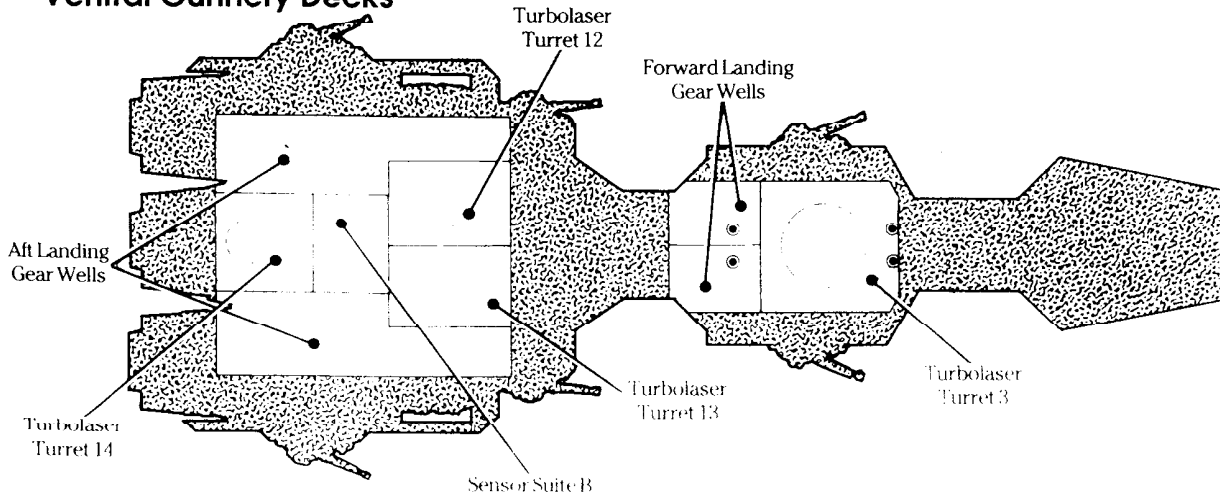 Ventral Gunnery Decks
Turbolaser
Turret 12
Forward Landing
Gear Wells
Aft Landing
Gear Wells
Turbolaser
Turret 14
Sensor Suite B
Turbolaser
Turret 13
Turbolaser
Turret 3